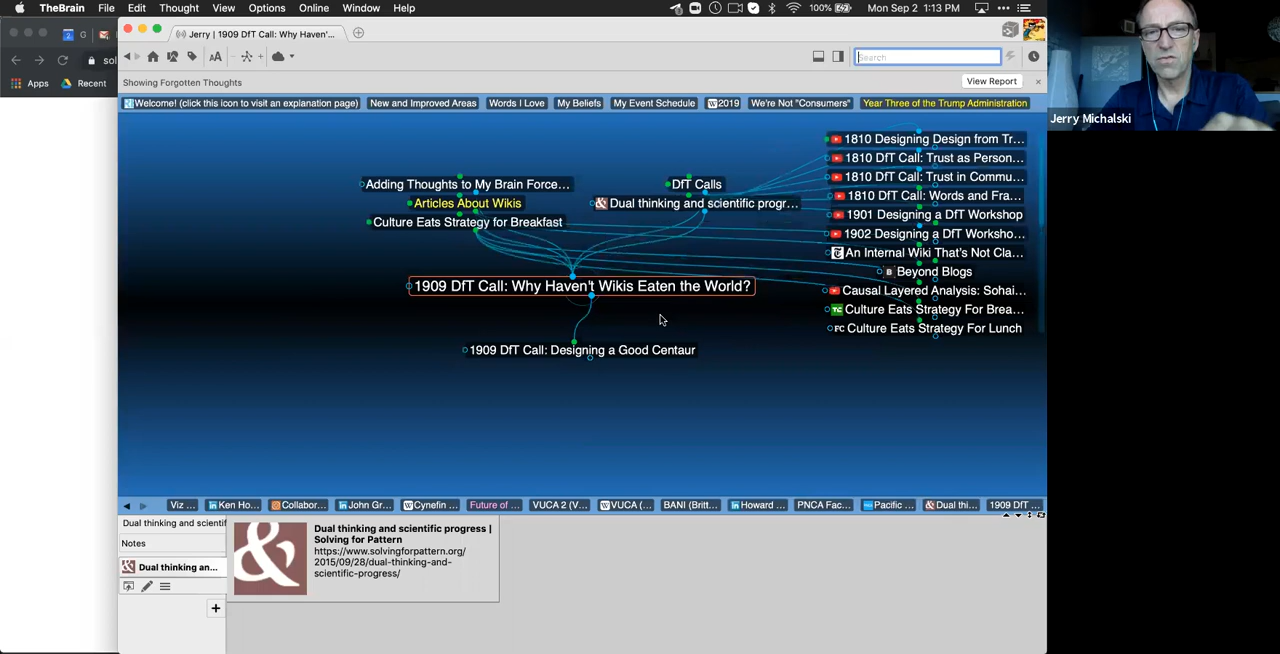 TheBrain File Edit Thought View Options Online Window Help 100% Mon Sep 2 1:13 PM
Jerry | 1909 DfT Call: Why Haven'...
G
sol
AA
Search
Apps Recent
Showing Forgotten Thoughts
View Report
Welcome! (click this icon to visit an explanation page) New and Improved Areas Words I Love My Beliefs My Event Schedule W 2019 We're Not "Consumers" Year Three of the Trump Administration
Jerry Michalski
1810 Designing Design from Tr...
1810 DfT Call: Trust as Person...
1810 DfT Call: Trust in Commu...
1810 DfT Call: Words and Fra...
1901 Designing a DfT Workshop
1902 Designing a DfT Worksho...
An Internal Wiki That's Not Cla...
B Beyond Blogs
Causal Layered Analysis: Sohai...
TC Culture Eats Strategy For Brea...
FC Culture Eats Strategy For Lunch
Adding Thoughts to My Brain Force...
Articles About Wikis
Culture Eats Strategy for Breakfast
DfT Calls
& Dual thinking and scientific progr...
1909 DfT Call: Why Haven't Wikis Eaten the World?
1909 DfT Call: Designing a Good Centaur
Viz ... in Ken Ho... Collabor... in John Gr... W Cynefin ... Future of ... VUCA 2 (V... W VUCA (... BANI (Britt... in Howard ... PNCA Fac... Pacific ... & Dual thi... 1909 DfT ...
Dual thinking and scientif
Notes
& Dual thinking an...
&
Dual thinking and scientific progress |
Solving for Pattern
https://www.solvingforpattern.org/
2015/09/28/dual-thinking-and-
scientific-progress/